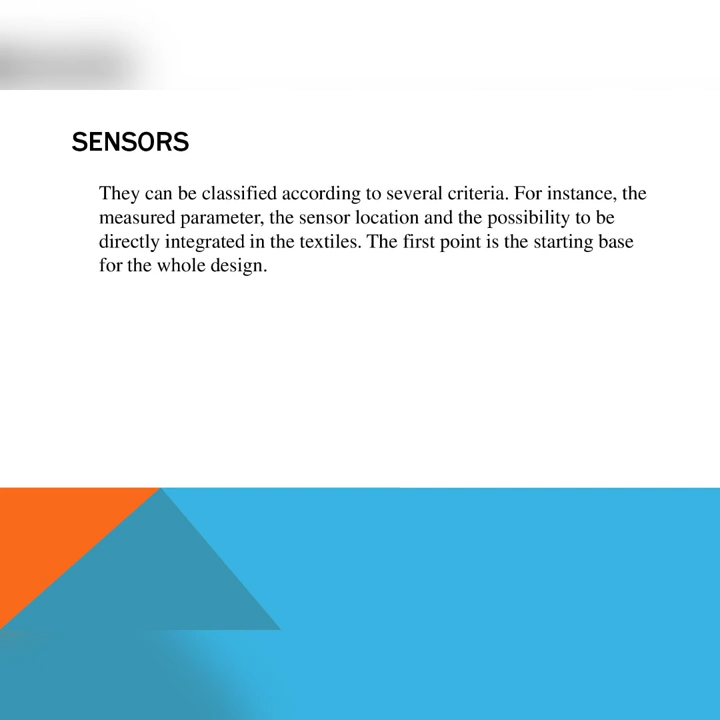 SENSORS
They can be classified according to several criteria. For instance, the
measured parameter, the sensor location and the possibility to be
directly integrated in the textiles. The first point is the starting base
for the whole design.